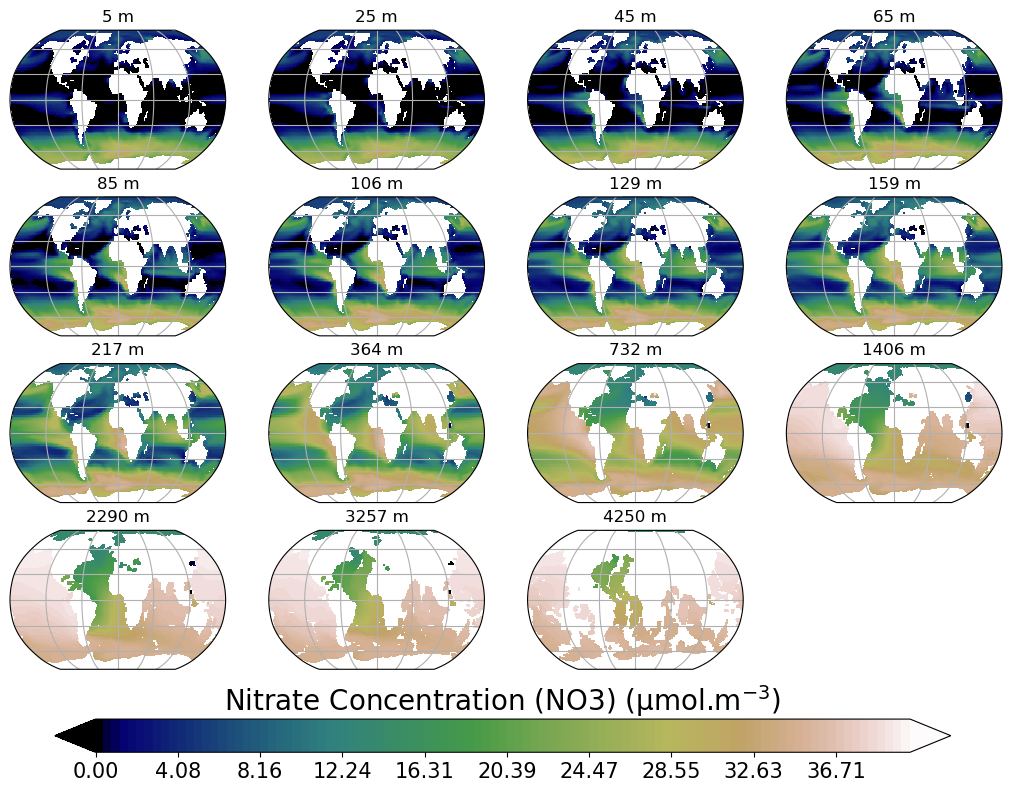 5 m 25 m 45 m 65 m
85 m 106 m 129 m 159 m
217 m 364 m 732 m 1406 m
2290 m 3257 m 4250 m
Nitrate Concentration (NO3) (μmol.m⁻³)
0.00 4.08 8.16 12.24 16.31 20.39 24.47 28.55 32.63 36.71